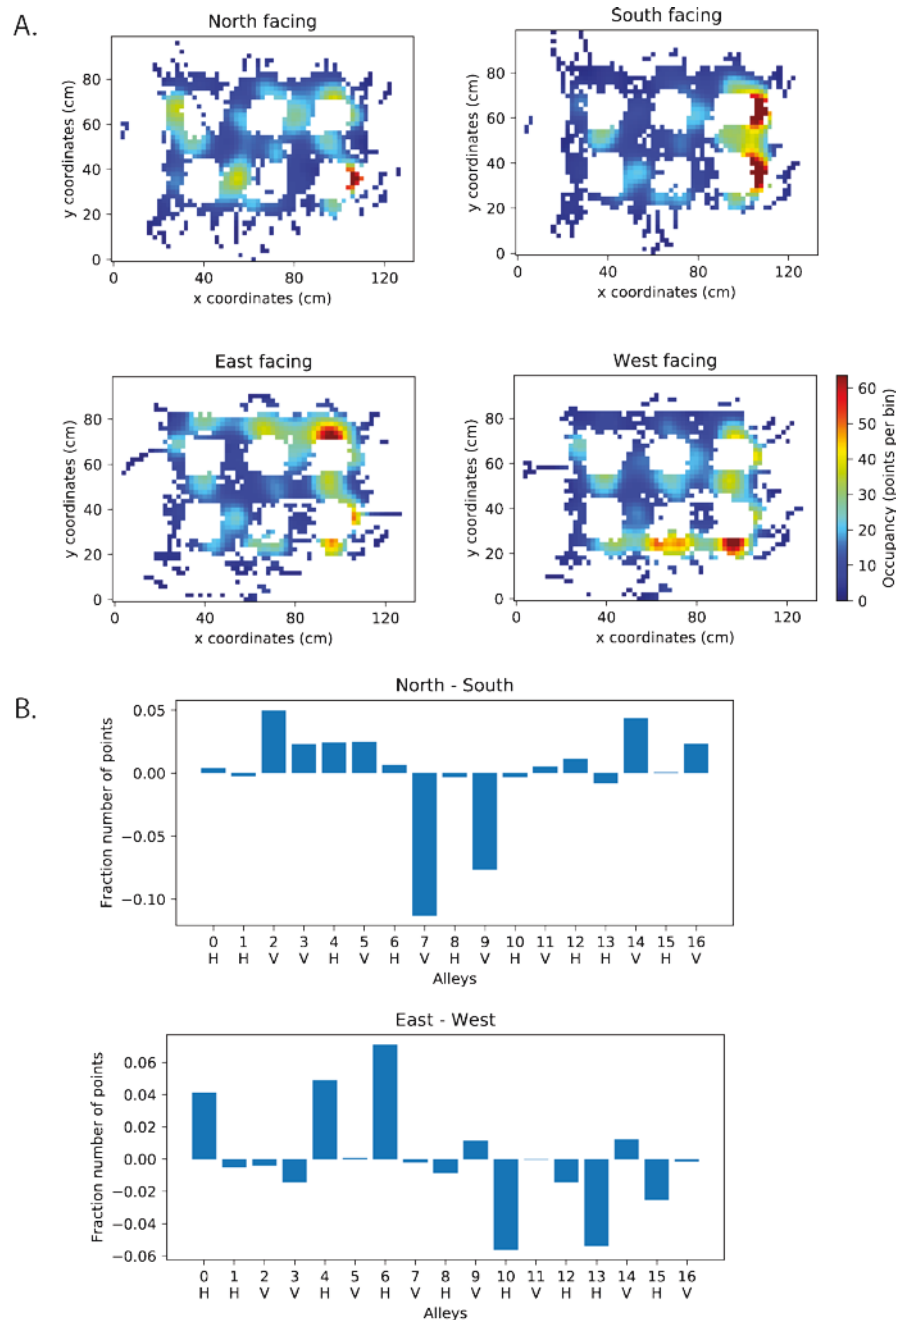 A.
North facing
South facing
80
60
40
20
0
y coordinates (cm)
0 40 80 120
x coordinates (cm)
80
60
40
20
0
y coordinates (cm)
0 40 80 120
x coordinates (cm)
East facing
West facing
80
60
40
20
0
y coordinates (cm)
0 40 80 120
x coordinates (cm)
80
60
40
20
0
y coordinates (cm)
0 40 80 120
x coordinates (cm)
60
50
40
30
20
10
0
Occupancy (points per bin)
B.
North - South
0.05
0.00
−0.05
−0.10
Fraction number of points
0 1 2 3 4 5 6 7 8 9 10 11 12 13 14 15 16
H H V V H V H V H V H V H H V H V
Alleys
East - West
0.06
0.04
0.02
0.00
−0.02
−0.04
−0.06
Fraction number of points
0 1 2 3 4 5 6 7 8 9 10 11 12 13 14 15 16
H H V V H V H V H V H V H H V H V
Alleys